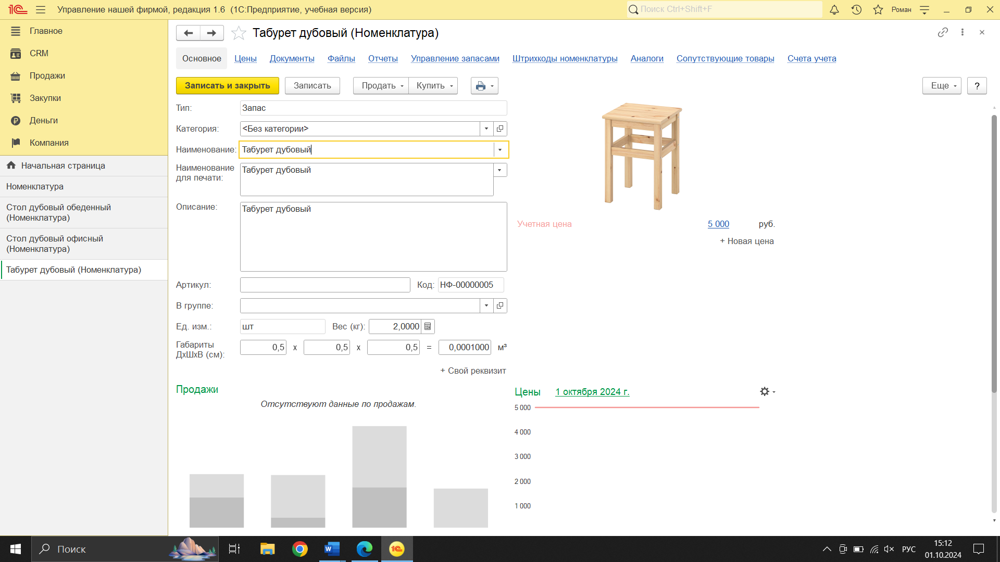 Управление нашей фирмой, редакция 1.6 (1С:Предприятие, учебная версия)
Поиск Ctrl+Shift+F
Роман
Главное
CRM
Продажи
Закупки
Деньги
Компания
Начальная страница
Номенклатура
Стол дубовый обеденный
(Номенклатура)
Стол дубовый офисный
(Номенклатура)
Табурет дубовый (Номенклатура)
Табурет дубовый (Номенклатура)
Основное Цены Документы Файлы Отчеты Управление запасами Штрихкоды номенклатуры Аналоги Сопутствующие товары Счета учета
Записать и закрыть Записать Продать Купить Еще ?
Тип: Запас
Категория: <Без категории>
Наименование: Табурет дубовый
Наименование
для печати: Табурет дубовый
Описание: Табурет дубовый
Учетная цена 5 000 руб.
+ Новая цена
Артикул: Код: НФ-00000005
В группе:
Ед. изм.: шт Вес (кг): 2,0000
Габариты
ДхШхВ (см): 0,5 х 0,5 х 0,5 = 0,0001000 м³
+ Свой реквизит
Продажи
Отсутствуют данные по продажам.
Цены 1 октября 2024 г.
5 000
4 000
3 000
2 000
1 000
Поиск
РУС
15:12
01.10.2024